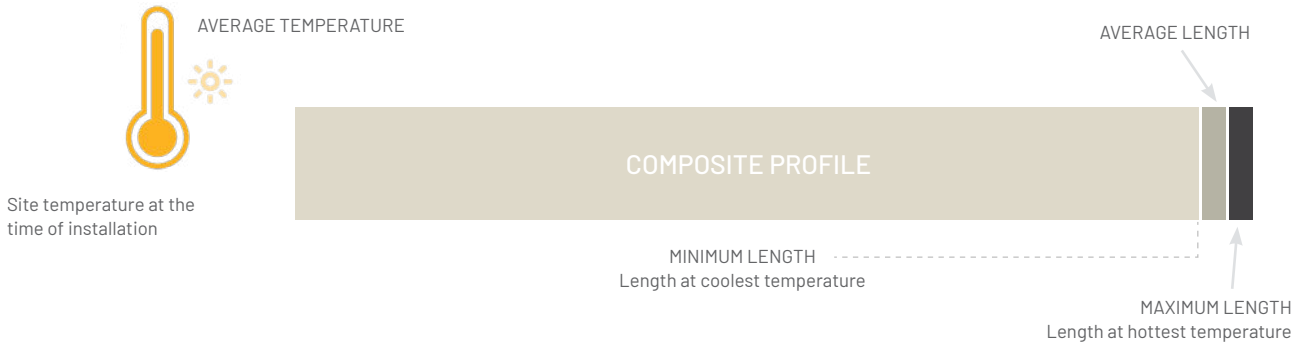 AVERAGE TEMPERATURE
AVERAGE LENGTH
COMPOSITE PROFILE
Site temperature at the
time of installation
MINIMUM LENGTH
Length at coolest temperature
MAXIMUM LENGTH
Length at hottest temperature